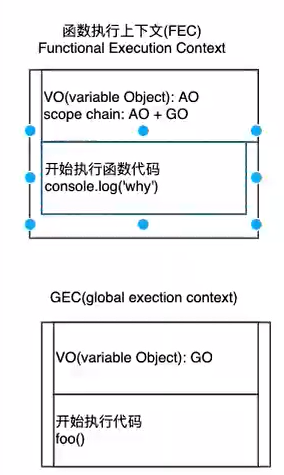 函数执行上下文(FEC)
Functional Execution Context
VO(variable Object): AO
scope chain: AO + GO
开始执行函数代码
console.log('why')
GEC(global exection context)
VO(variable Object): GO
开始执行代码
foo()